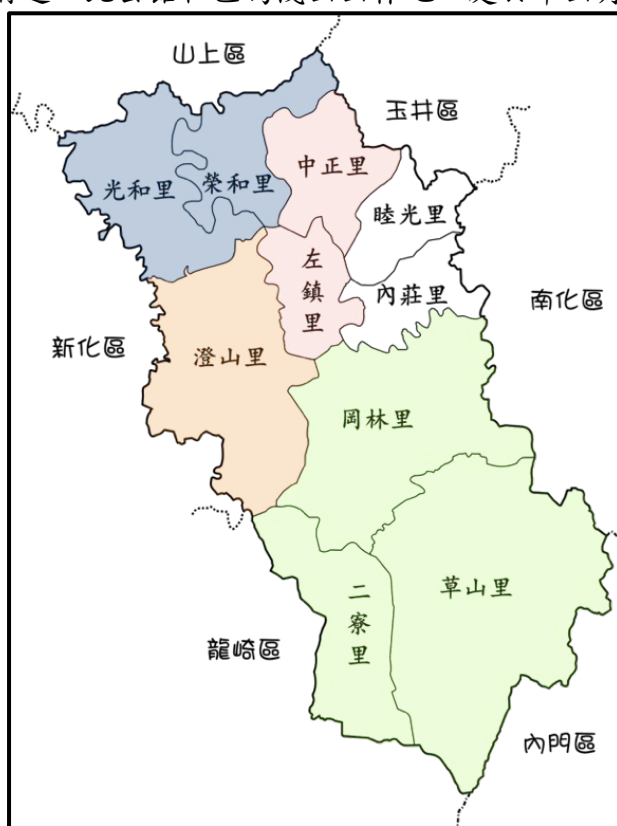 山上區
玉井區
中正里
光和里
榮和里
睦光里
左鎮里
內莊里
南化區
新化區
澄山里
岡林里
草山里
二寮里
龍崎區
內門區